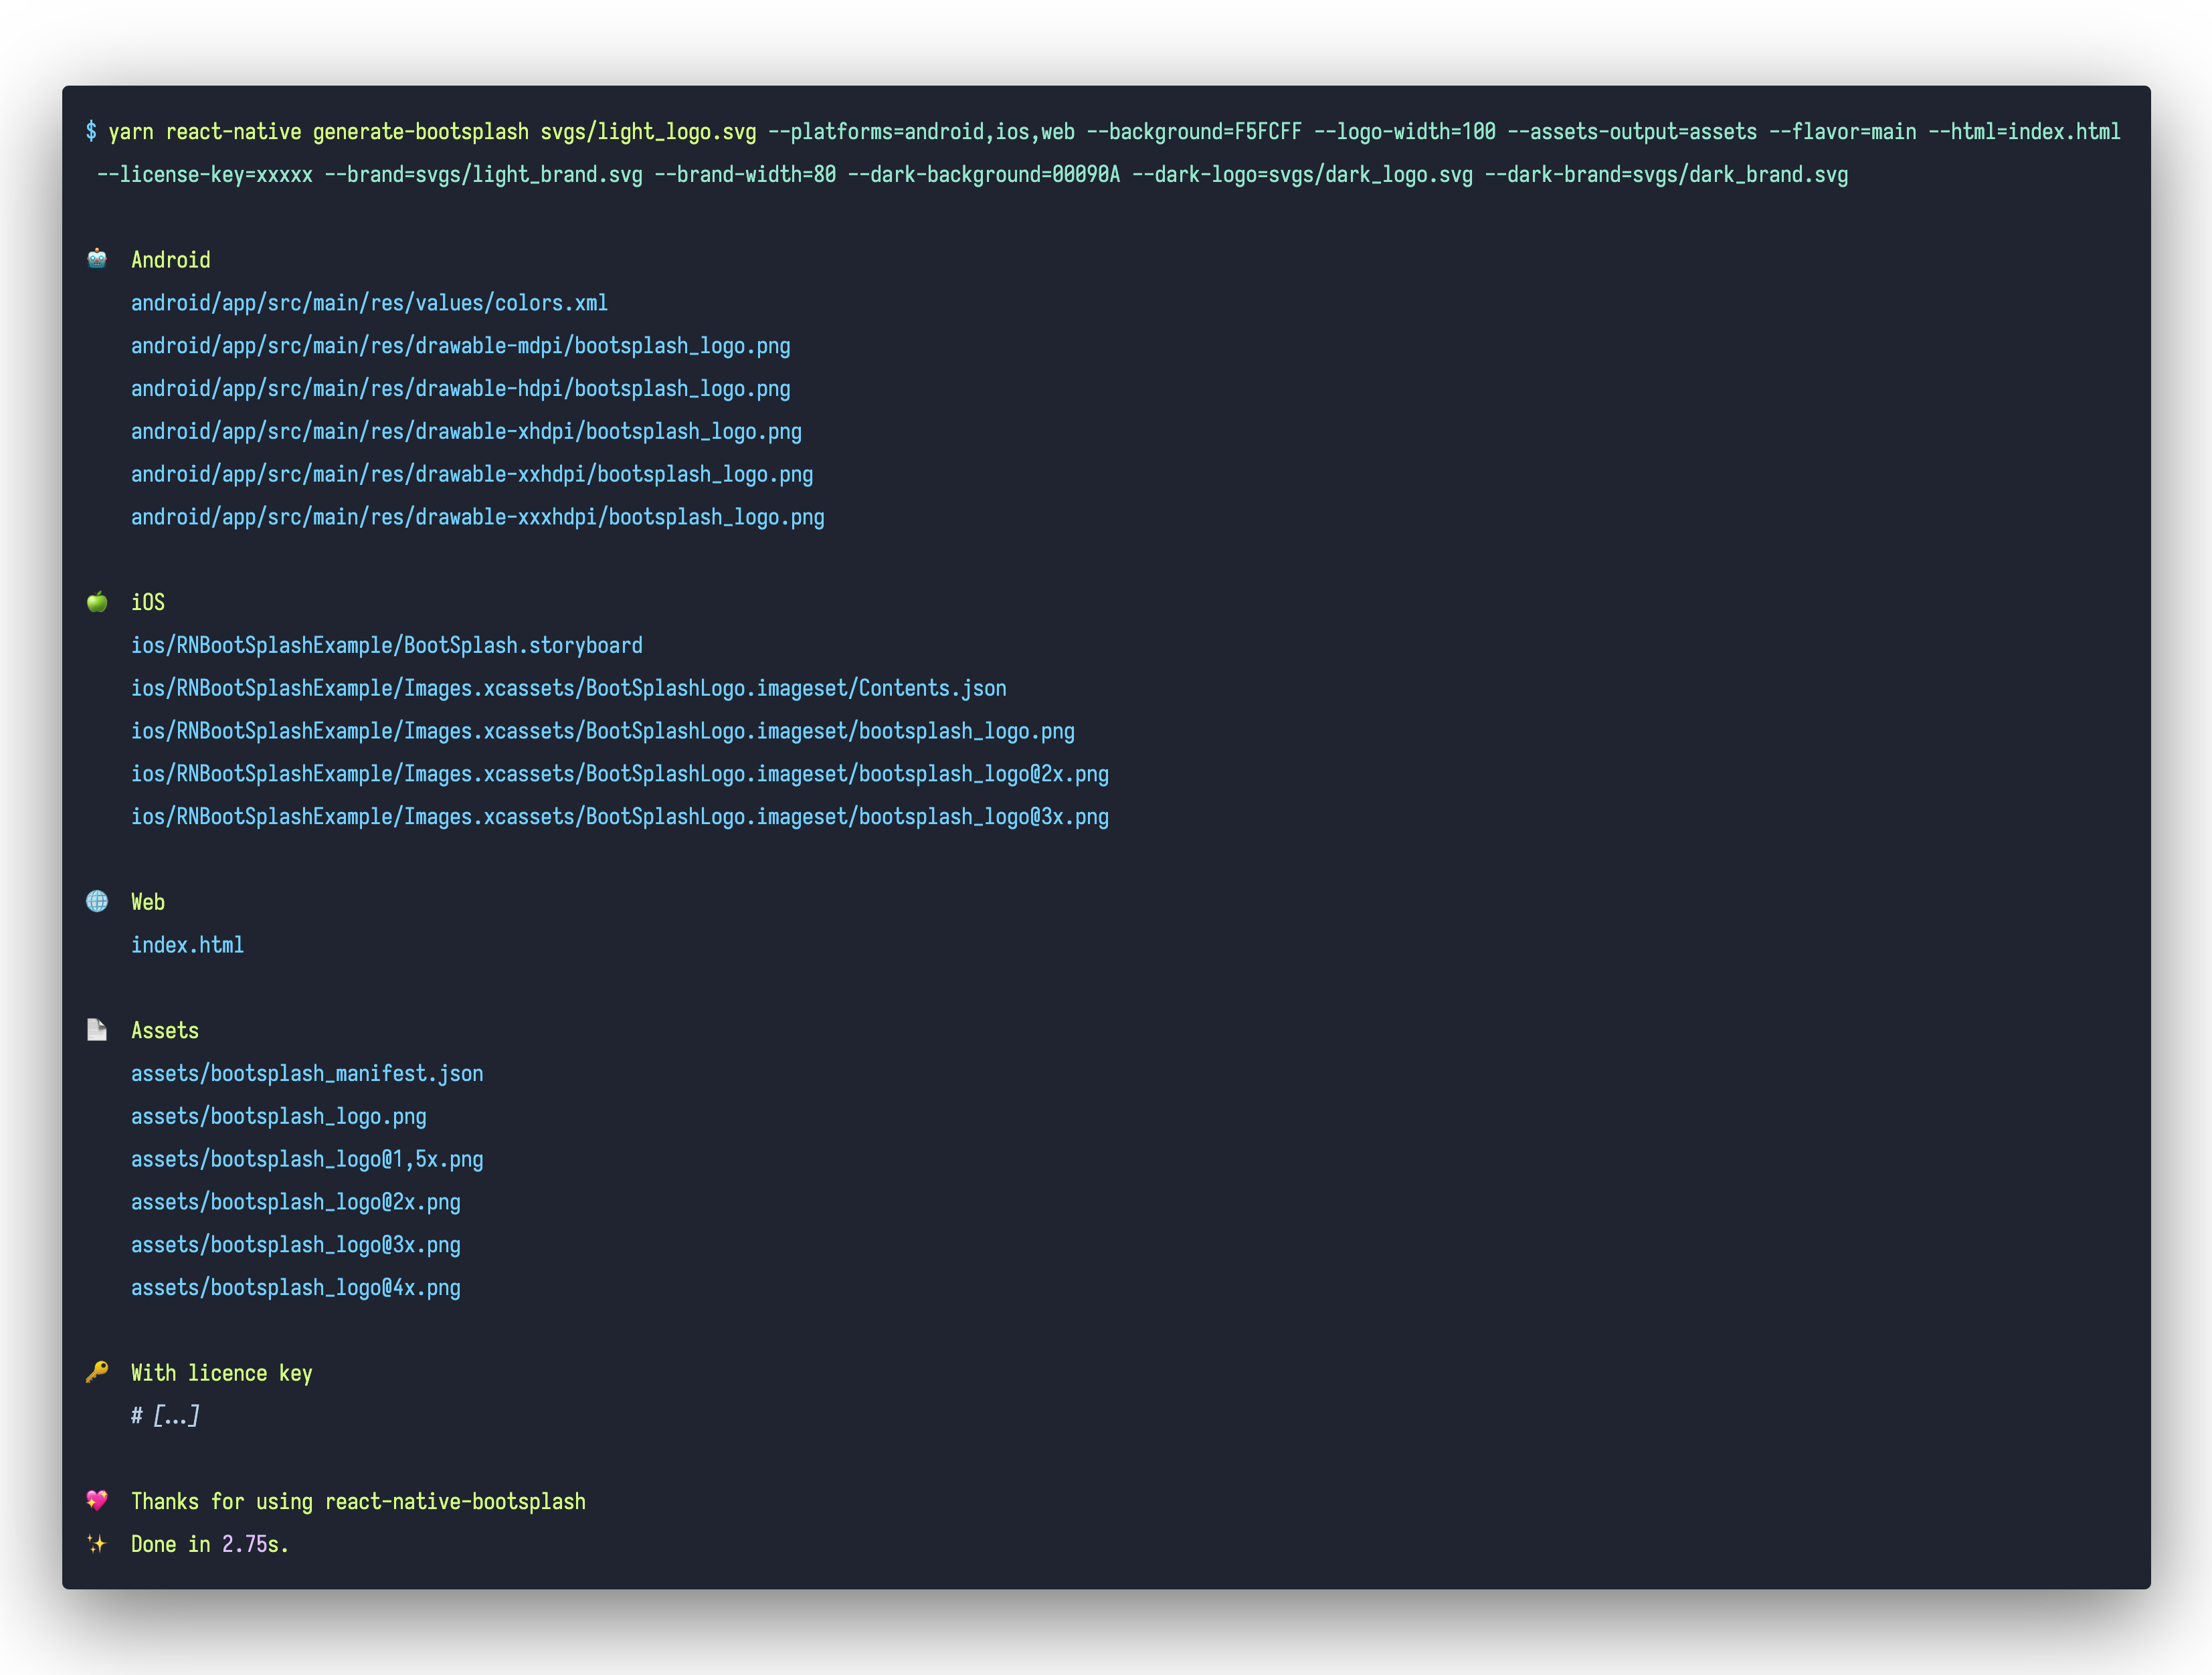 $ yarn react-native generate-bootsplash svgs/light_logo.svg --platforms=android,ios,web --background=F5FCFF --logo-width=100 --assets-output=assets --flavor=main --html=index.html
--license-key=xxxxx --brand=svgs/light_brand.svg --brand-width=80 --dark-background=00090A --dark-logo=svgs/dark_logo.svg --dark-brand=svgs/dark_brand.svg
🤖 Android
android/app/src/main/res/values/colors.xml
android/app/src/main/res/drawable-mdpi/bootsplash_logo.png
android/app/src/main/res/drawable-hdpi/bootsplash_logo.png
android/app/src/main/res/drawable-xhdpi/bootsplash_logo.png
android/app/src/main/res/drawable-xxhdpi/bootsplash_logo.png
android/app/src/main/res/drawable-xxxhdpi/bootsplash_logo.png
🍏 iOS
ios/RNBootSplashExample/BootSplash.storyboard
ios/RNBootSplashExample/Images.xcassets/BootSplashLogo.imageset/Contents.json
ios/RNBootSplashExample/Images.xcassets/BootSplashLogo.imageset/bootsplash_logo.png
ios/RNBootSplashExample/Images.xcassets/BootSplashLogo.imageset/bootsplash_logo@2x.png
ios/RNBootSplashExample/Images.xcassets/BootSplashLogo.imageset/bootsplash_logo@3x.png
🌐 Web
index.html
📄 Assets
assets/bootsplash_manifest.json
assets/bootsplash_logo.png
assets/bootsplash_logo@1,5x.png
assets/bootsplash_logo@2x.png
assets/bootsplash_logo@3x.png
assets/bootsplash_logo@4x.png
🔑 With licence key
# […]
💖 Thanks for using react-native-bootsplash
✨ Done in 2.75s.